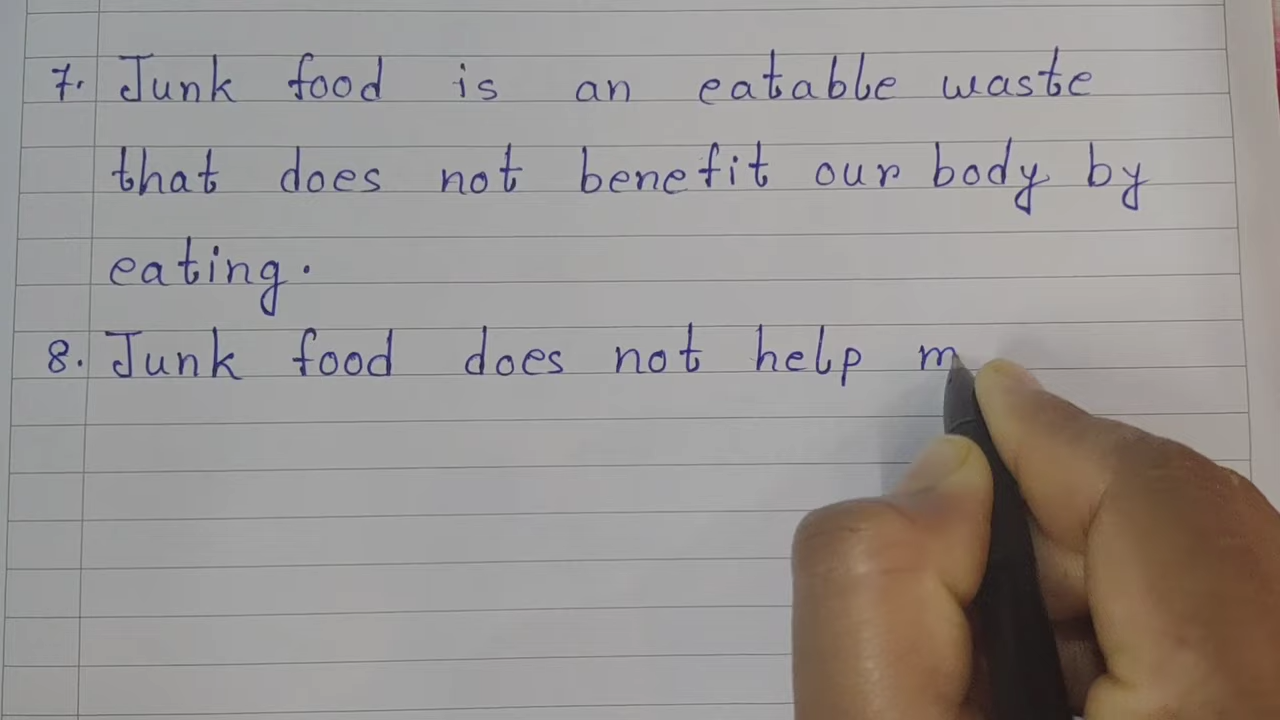 7. Junk food is an eatable waste
that does not benefit our body by
eating.
8. Junk food does not help m